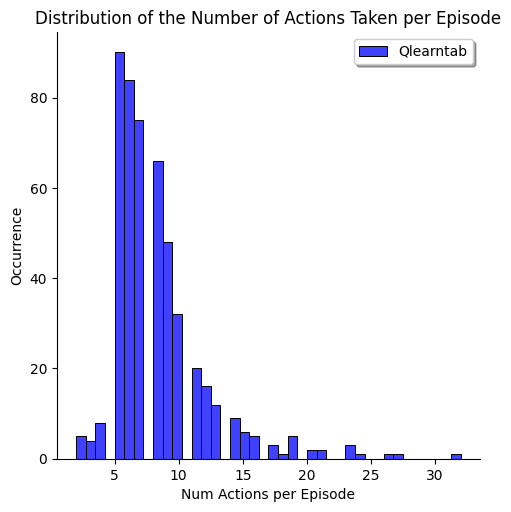 Distribution of the Number of Actions Taken per Episode
Qlearntab
80
60
40
20
0
Occurrence
5 10 15 20 25 30
Num Actions per Episode